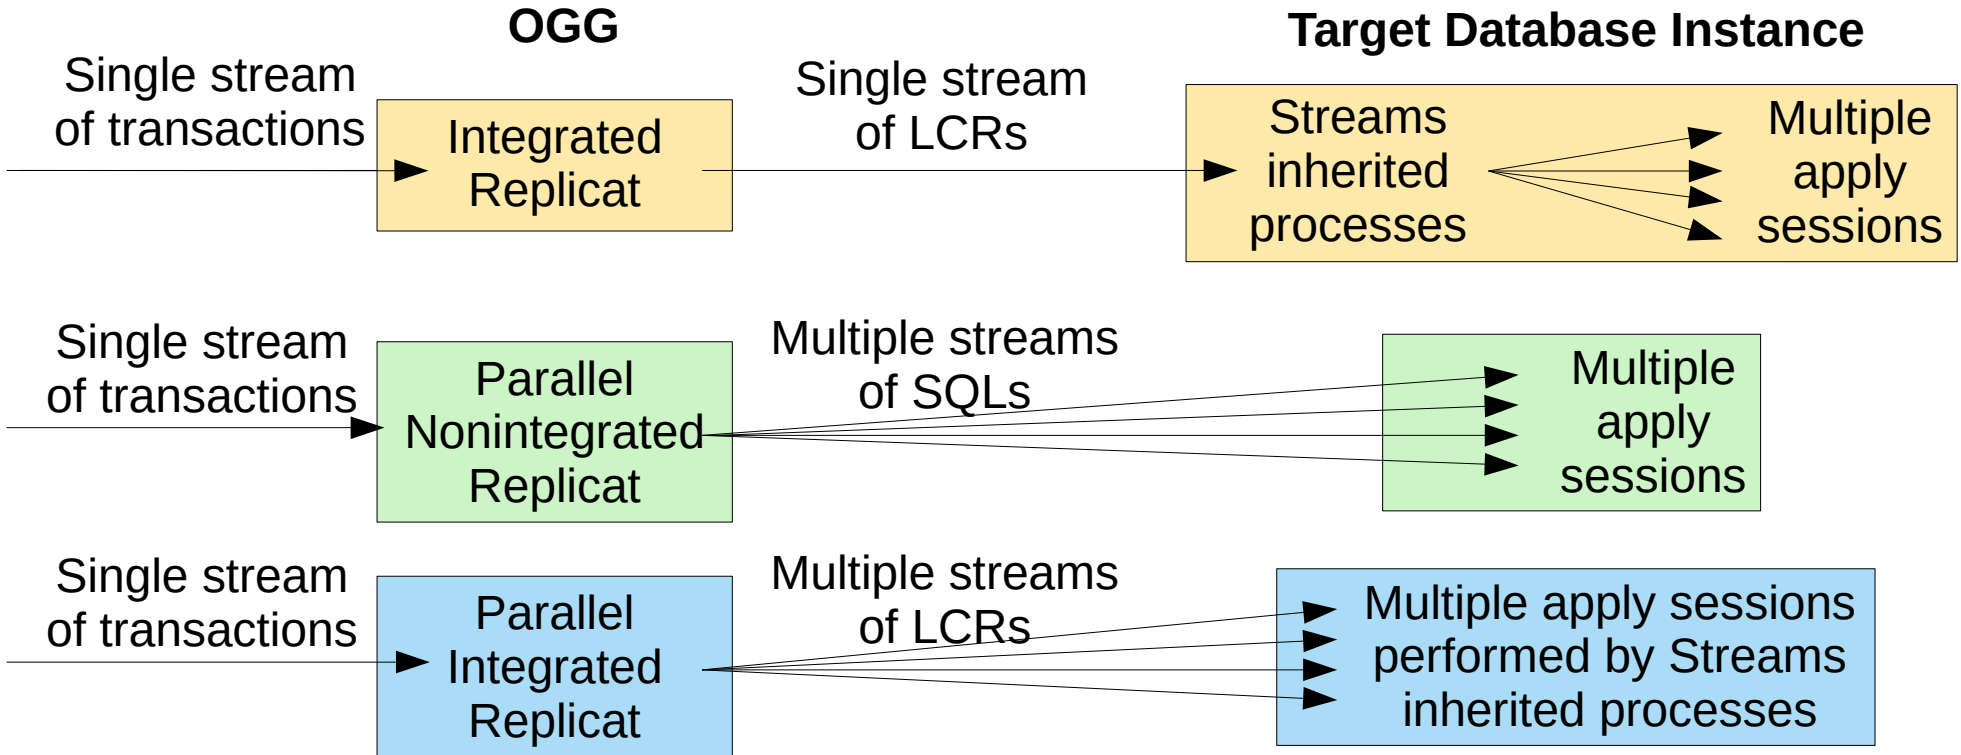 OGG
Target Database Instance
Single stream
of transactions
Integrated
Replicat
Single stream
of LCRs
Streams
inherited
processes
Multiple
apply
sessions
Single stream
of transactions
Parallel
Nonintegrated
Replicat
Multiple streams
of SQLs
Multiple
apply
sessions
Single stream
of transactions
Parallel
Integrated
Replicat
Multiple streams
of LCRs
Multiple apply sessions
performed by Streams
inherited processes